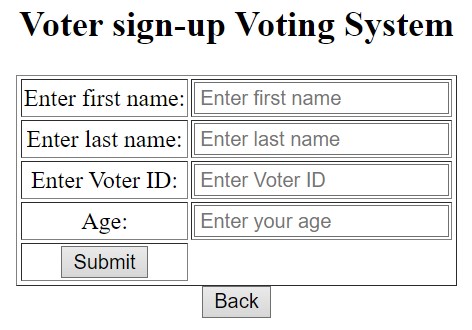 Voter sign-up Voting System
Enter first name: Enter first name
Enter last name: Enter last name
Enter Voter ID: Enter Voter ID
Age: Enter your age
Submit
Back